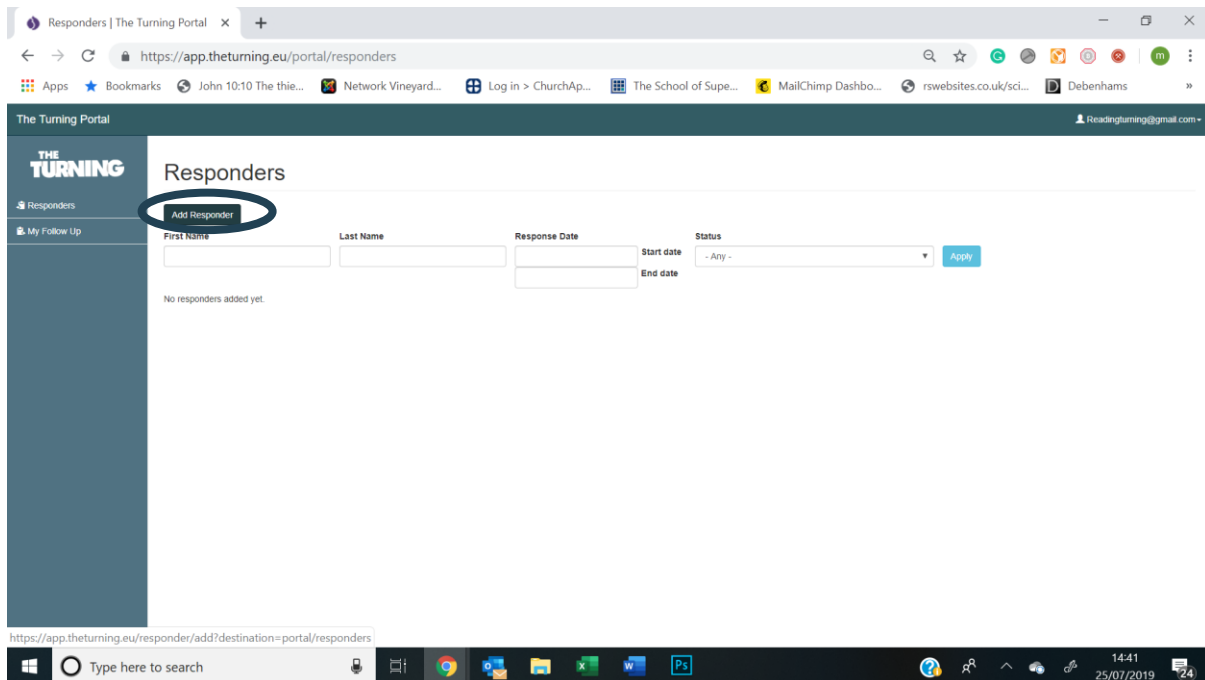 Responders | The Turning Portal
https://app.theturning.eu/portal/responders
m
Apps Bookmarks John 10:10 The thie... Network Vineyard... Log in > ChurchAp... The School of Supe... MailChimp Dashbo... rswebsites.co.uk/sci... Debenhams »
The Turning Portal Readingturning@gmail.com
THE
TURNING
Responders
Responders
My Follow Up
Add Responder
First Name Last Name Response Date Status
Start date - Any - Apply
End date
No responders added yet.
https://app.theturning.eu/responder/add?destination=portal/responders
Type here to search Ps 14:41
25/07/2019 24